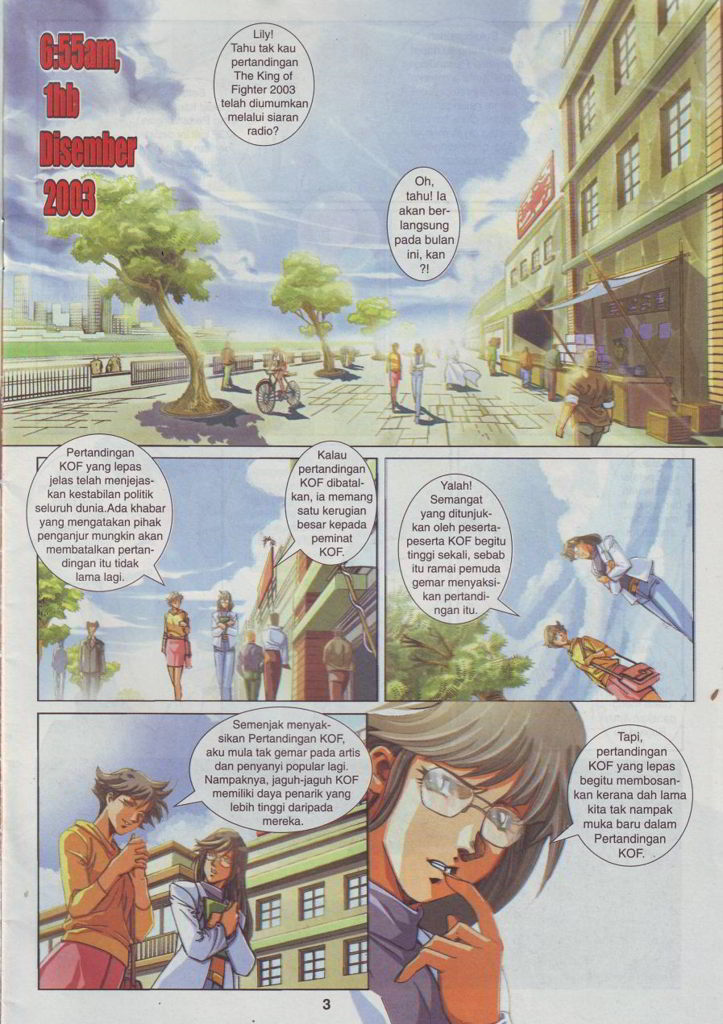 6:55am,
1hb
Disember
2003
Lily!
Tahu tak kau
pertandingan
The King of
Fighter 2003
telah diumumkan
melalui siaran
radio?
Oh,
tahu! Ia
akan ber-
langsung
pada bulan
ini, kan
?!
Pertandingan
KOF yang lepas
jelas telah menjejas-
kan kestabilan politik
seluruh dunia.Ada khabar
yang mengatakan pihak
penganjur mungkin akan
membatalkan pertan-
dingan itu tidak
lama lagi.
Kalau
pertandingan
KOF dibatal-
kan, ia memang
satu kerugian
besar kepada
peminat
KOF.
Yalah!
Semangat
yang ditunjuk-
kan oleh peserta-
peserta KOF begitu
tinggi sekali, sebab
itu ramai pemuda
gemar menyaksi-
kan pertandi-
ngan itu.
Semenjak menyak-
sikan Pertandingan KOF,
aku mula tak gemar pada artis
dan penyanyi popular lagi.
Nampaknya, jaguh-jaguh KOF
memiliki daya penarik yang
lebih tinggi daripada
mereka.
Tapi,
pertandingan
KOF yang lepas
begitu membosan-
kan kerana dah lama
kita tak nampak
muka baru dalam
Pertandingan
KOF.
3